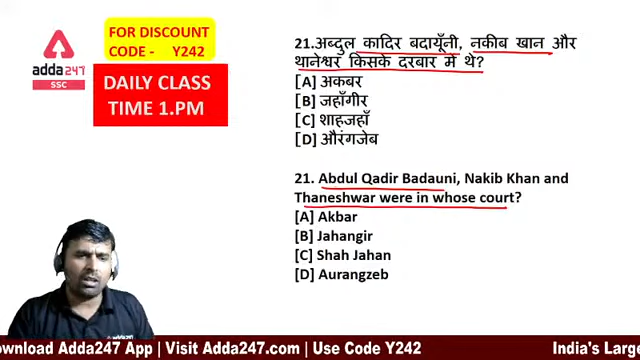 FOR DISCOUNT
CODE - Y242
adda247
SSC
DAILY CLASS
TIME 1.PM
21.अब्दुल कादिर बदायूँनी, नकीब खान और
थानेश्वर किसके दरबार में थे?
[A] अकबर
[B] जहाँगीर
[C] शाहजहाँ
[D] औरंगजेब
21. Abdul Qadir Badauni, Nakib Khan and
Thaneshwar were in whose court?
[A] Akbar
[B] Jahangir
[C] Shah Jahan
[D] Aurangzeb
ownload Adda247 App | Visit Adda247.com | Use Code Y242
India's Large